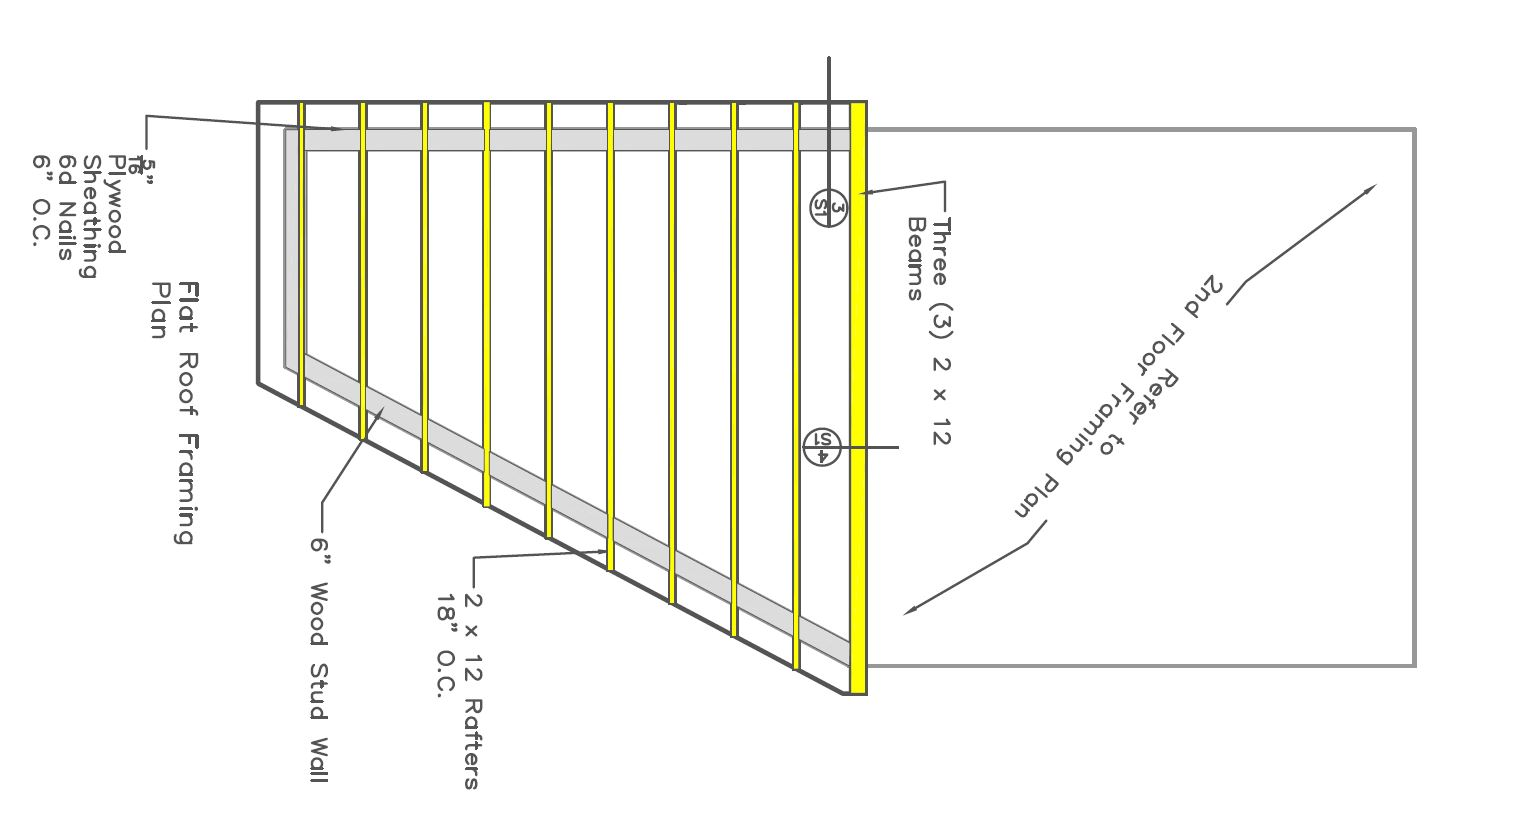 5"
16
Plywood
Sheathing
6d Nails
6" O.C.
Flat Roof Framing
Plan
6" Wood Stud Wall
2 x 12 Rafters
18" O.C.
3
S1
4
S1
Three (3) 2 x 12
Beams
Refer to
2nd Floor Framing Plan